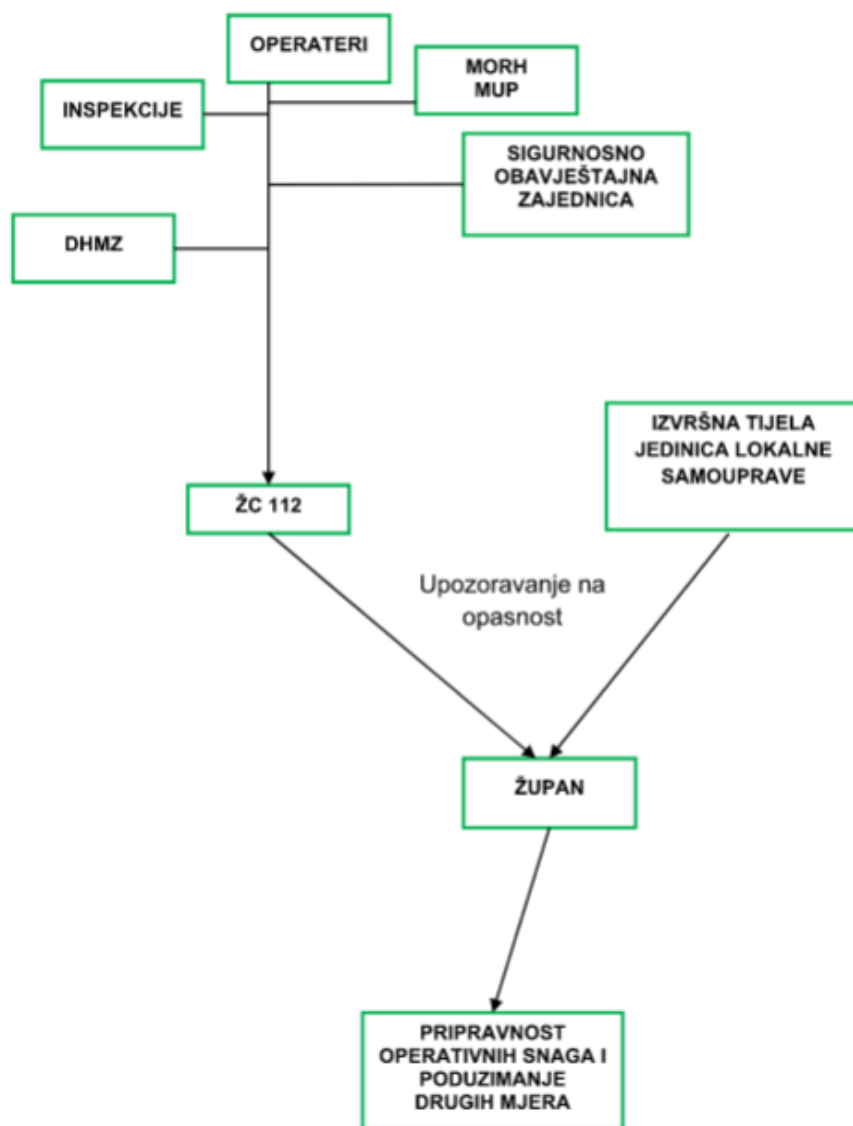 OPERATERI
MORH
MUP
INSPEKCIJE
SIGURNOSNO
OBAVJEŠTAJNA
ZAJEDNICA
DHMZ
IZVRŠNA TIJELA
JEDINICA LOKALNE
SAMOUPRAVE
ŽC 112
Upozoravanje na
opasnost
ŽUPAN
PRIPRAVNOST
OPERATIVNIH SNAGA I
PODUZIMANJE
DRUGIH MJERA